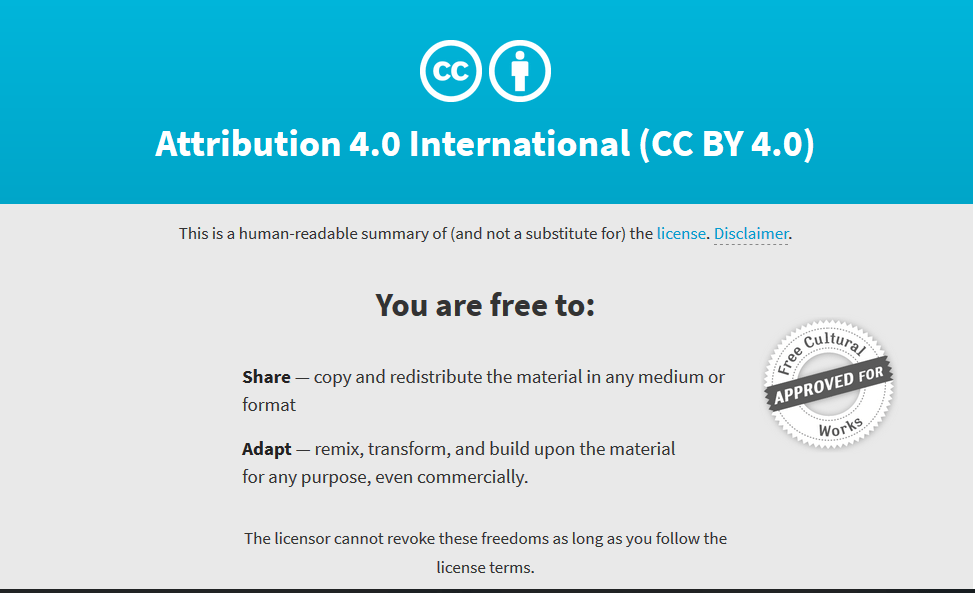 cc
Attribution 4.0 International (CC BY 4.0)
This is a human-readable summary of (and not a substitute for) the license. Disclaimer.
You are free to:
Share — copy and redistribute the material in any medium or
format
Adapt — remix, transform, and build upon the material
for any purpose, even commercially.
Free Cultural
APPROVED FOR
Works
The licensor cannot revoke these freedoms as long as you follow the
license terms.